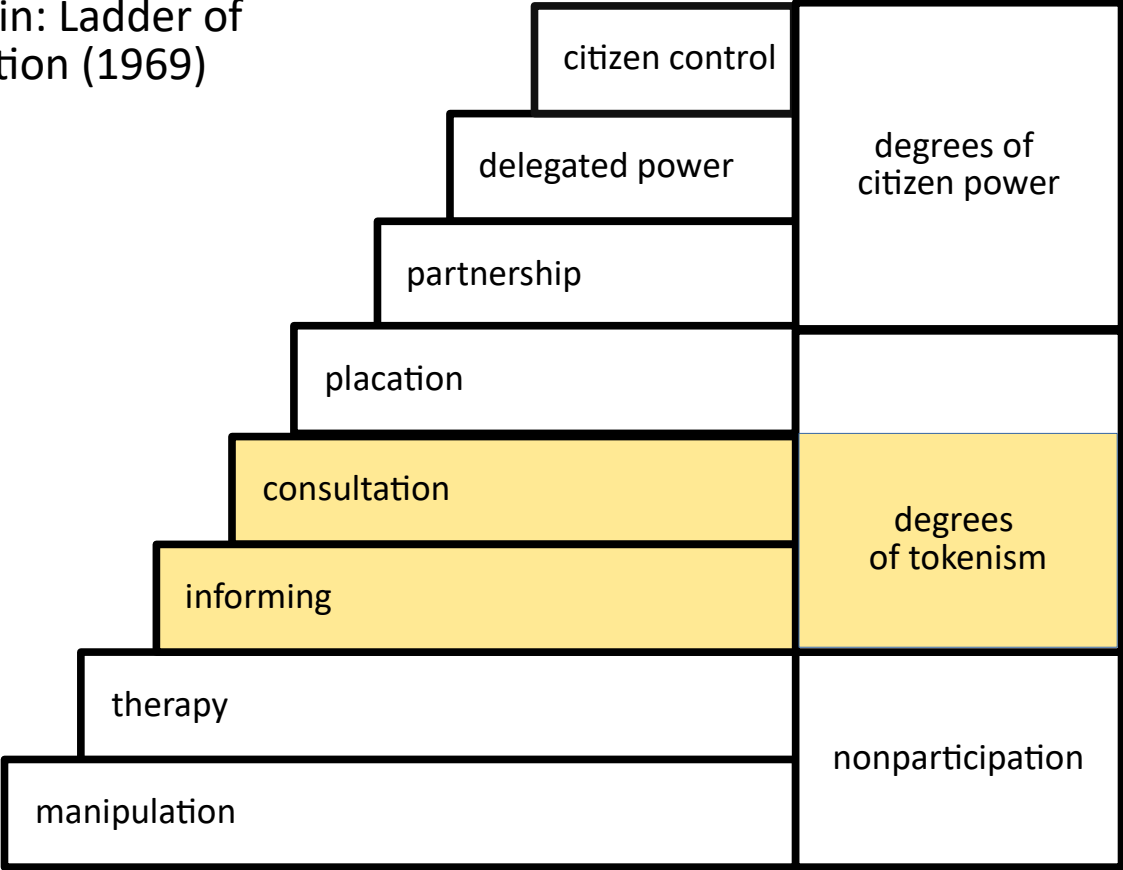 in: Ladder of
tion (1969)
citizen control
delegated power
partnership
placation
consultation
informing
therapy
manipulation
degrees of
citizen power
degrees
of tokenism
nonparticipation